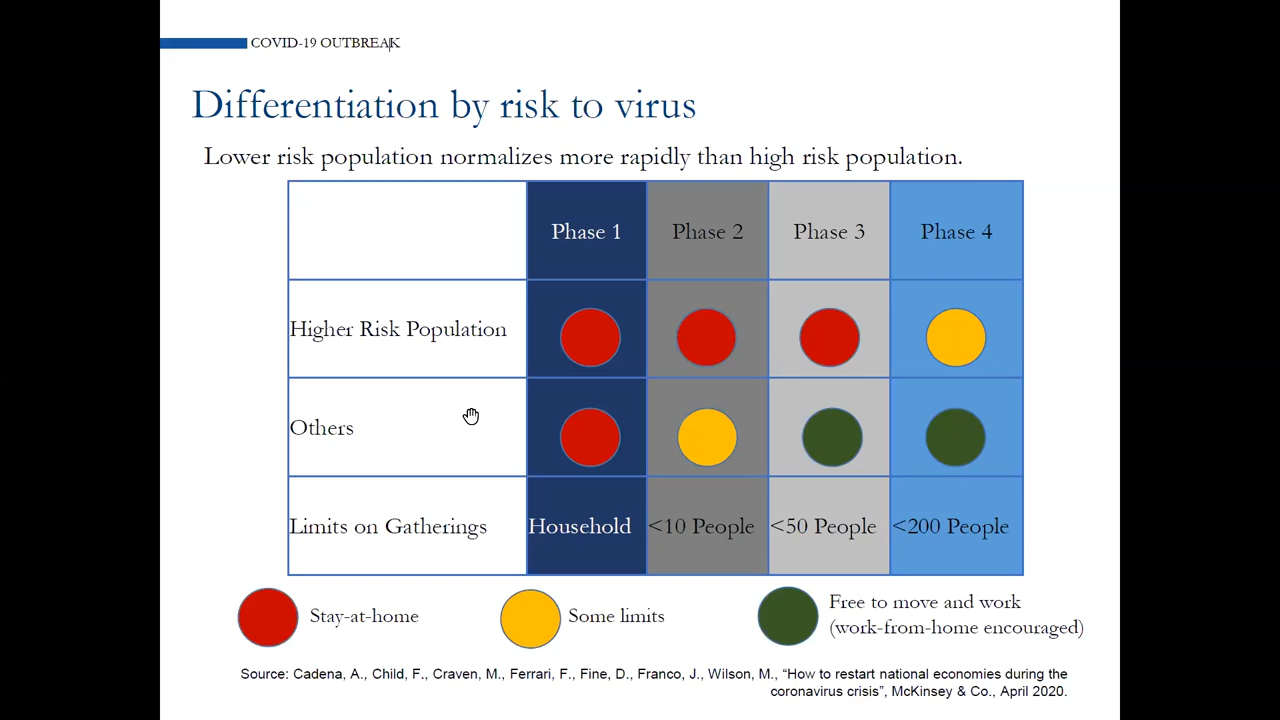 COVID-19 OUTBREAK
Differentiation by risk to virus
Lower risk population normalizes more rapidly than high risk population.
Phase 1 Phase 2 Phase 3 Phase 4
Higher Risk Population
Others
Limits on Gatherings Household <10 People <50 People <200 People
Stay-at-home Some limits Free to move and work
(work-from-home encouraged)
Source: Cadena, A., Child, F., Craven, M., Ferrari, F., Fine, D., Franco, J., Wilson, M., “How to restart national economies during the
coronavirus crisis”, McKinsey & Co., April 2020.